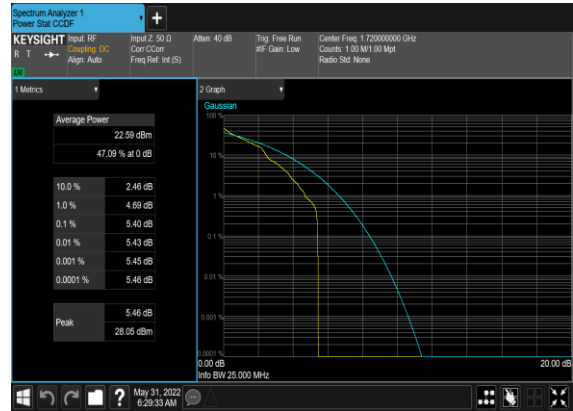 Spectrum Analyzer 1
Power Stat CCDF
KEYSIGHT
R T
LXI
Input: RF
Coupling: DC
Align: Auto
Input Z: 50 Ω
Corr CCorr
Freq Ref: Int (S)
Atten: 40 dB
Trig: Free Run
#IF Gain: Low
Center Freq: 1.720000000 GHz
Counts: 1.00 M/1.00 Mpt
Radio Std: None
1 Metrics
Average Power
22.59 dBm
47.09 % at 0 dB
10.0 % 2.46 dB
1.0 % 4.69 dB
0.1 % 5.40 dB
0.01 % 5.43 dB
0.001 % 5.45 dB
0.0001 % 5.46 dB
Peak
5.46 dB
28.05 dBm
2 Graph
Gaussian
100 %
10 %
1 %
0.1 %
0.01 %
0.001 %
0.0001 %
0.00 dB
20.00 dB
Info BW 25.000 MHz
?
May 31, 2022
6:29:33 AM